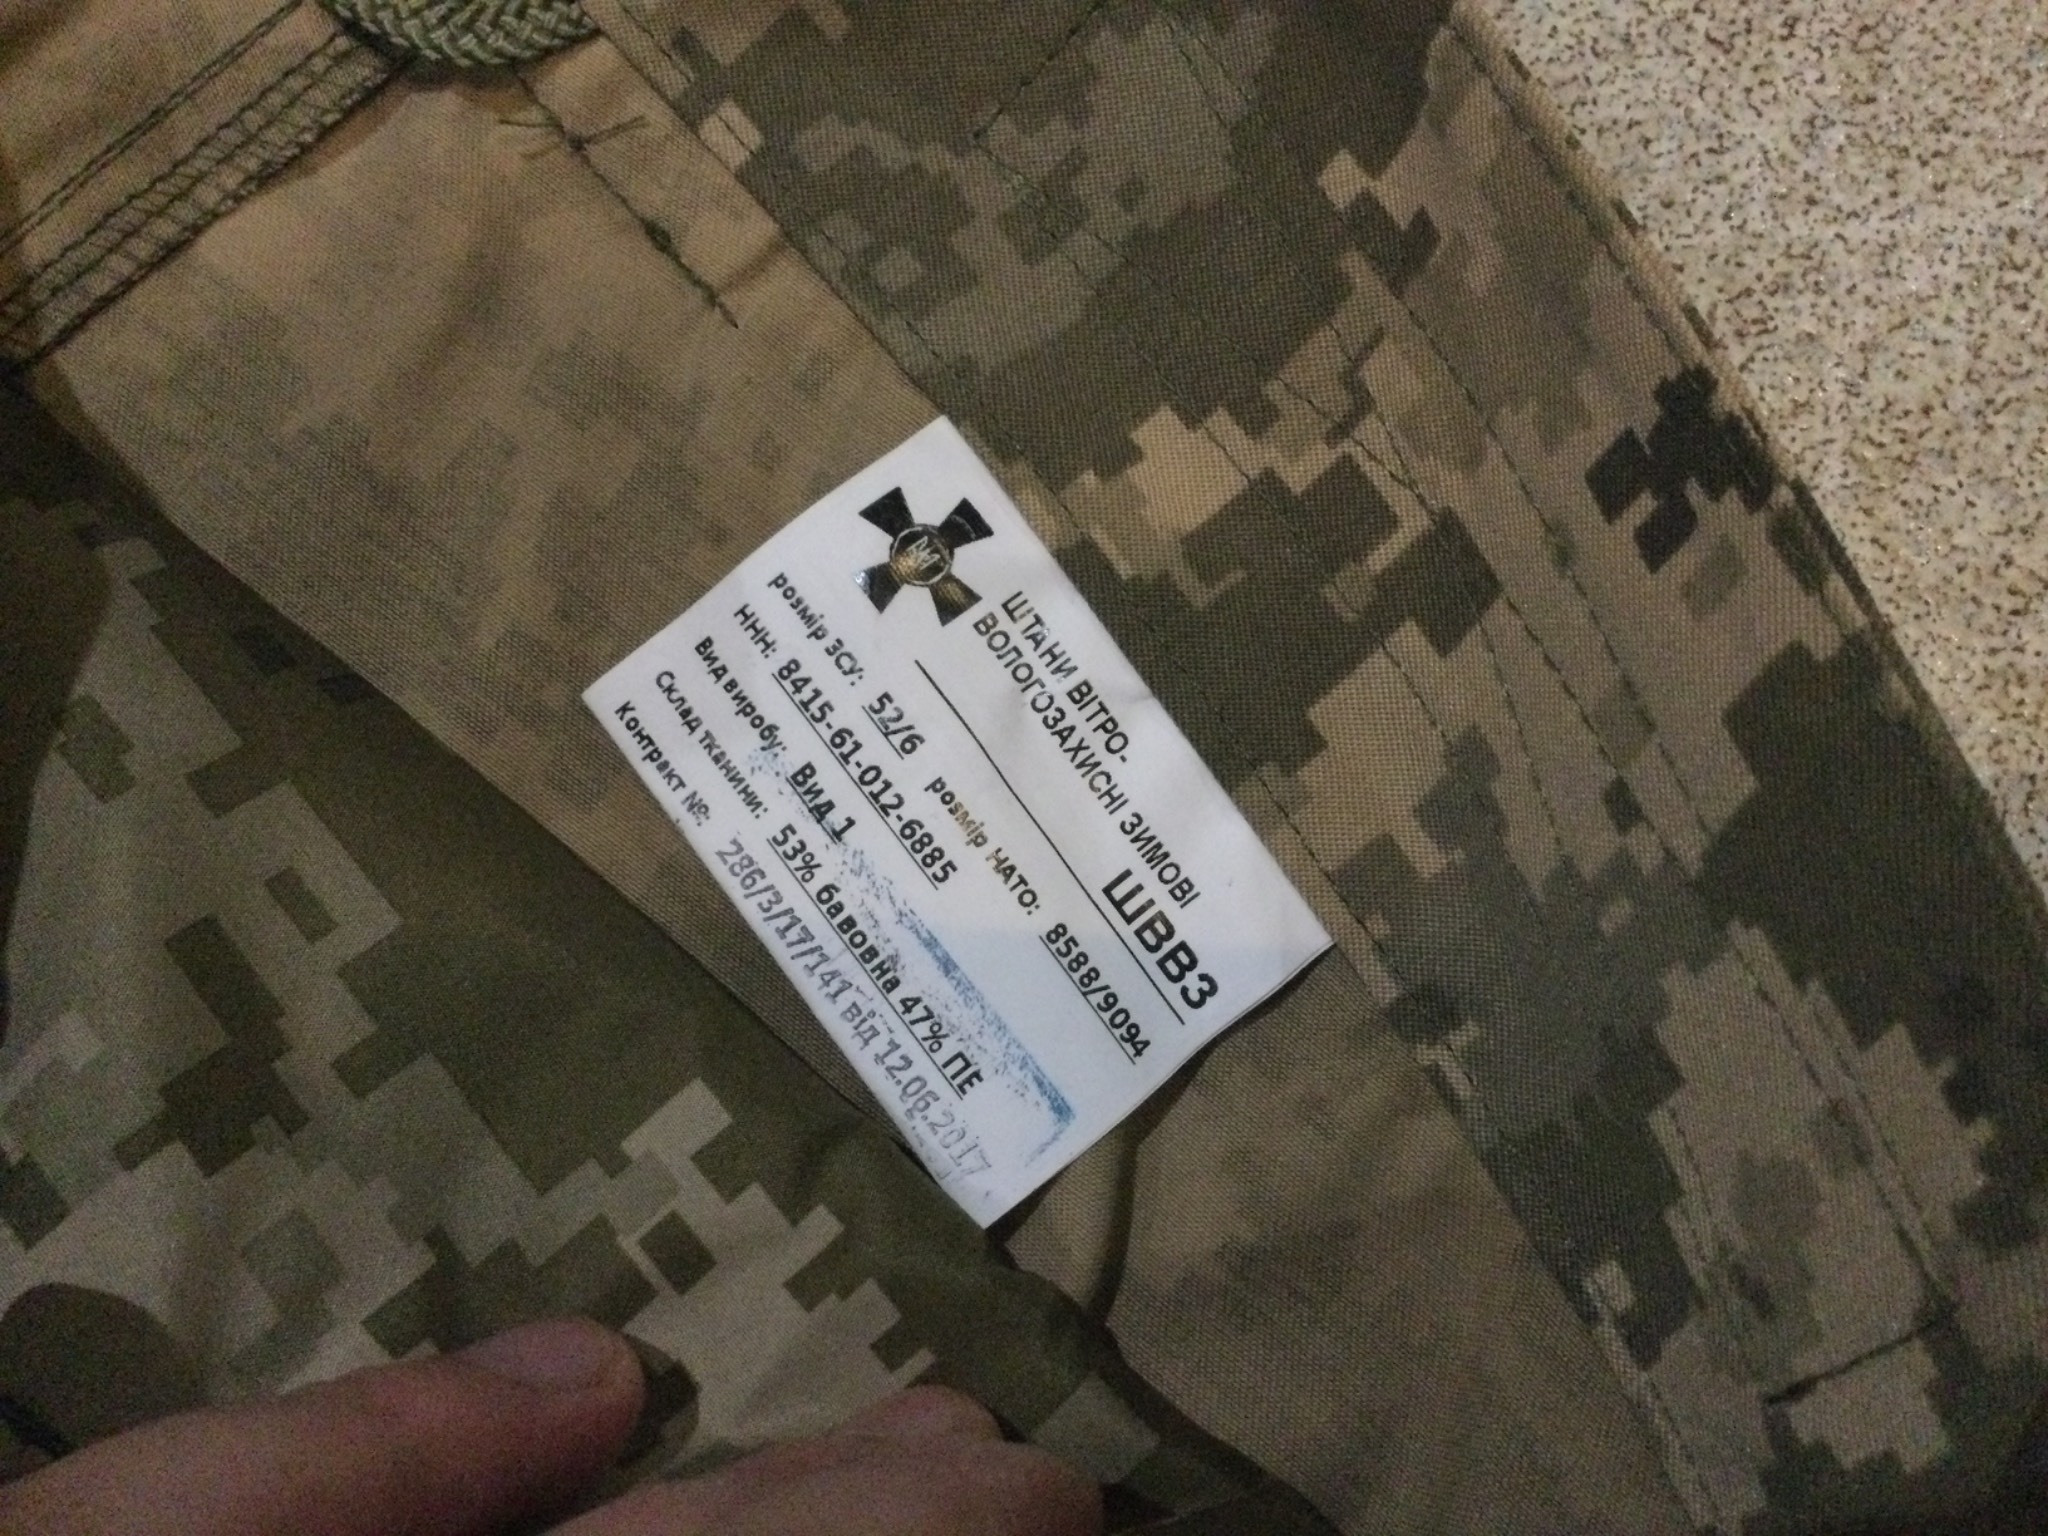 ШТАНИ ВІТРО-
ВОЛОГОЗАХИСНІ ЗИМОВІ
ШВВЗ
розмір ЗСУ: 52/6 розмір НАТО: 8588/9094
ННН: 8415-61-012-6885
Вид виробу: Вид 1
Склад тканини: 53% бавовна 47% ПЕ
Контракт №: 286/3/17/141 від 12.06.2017